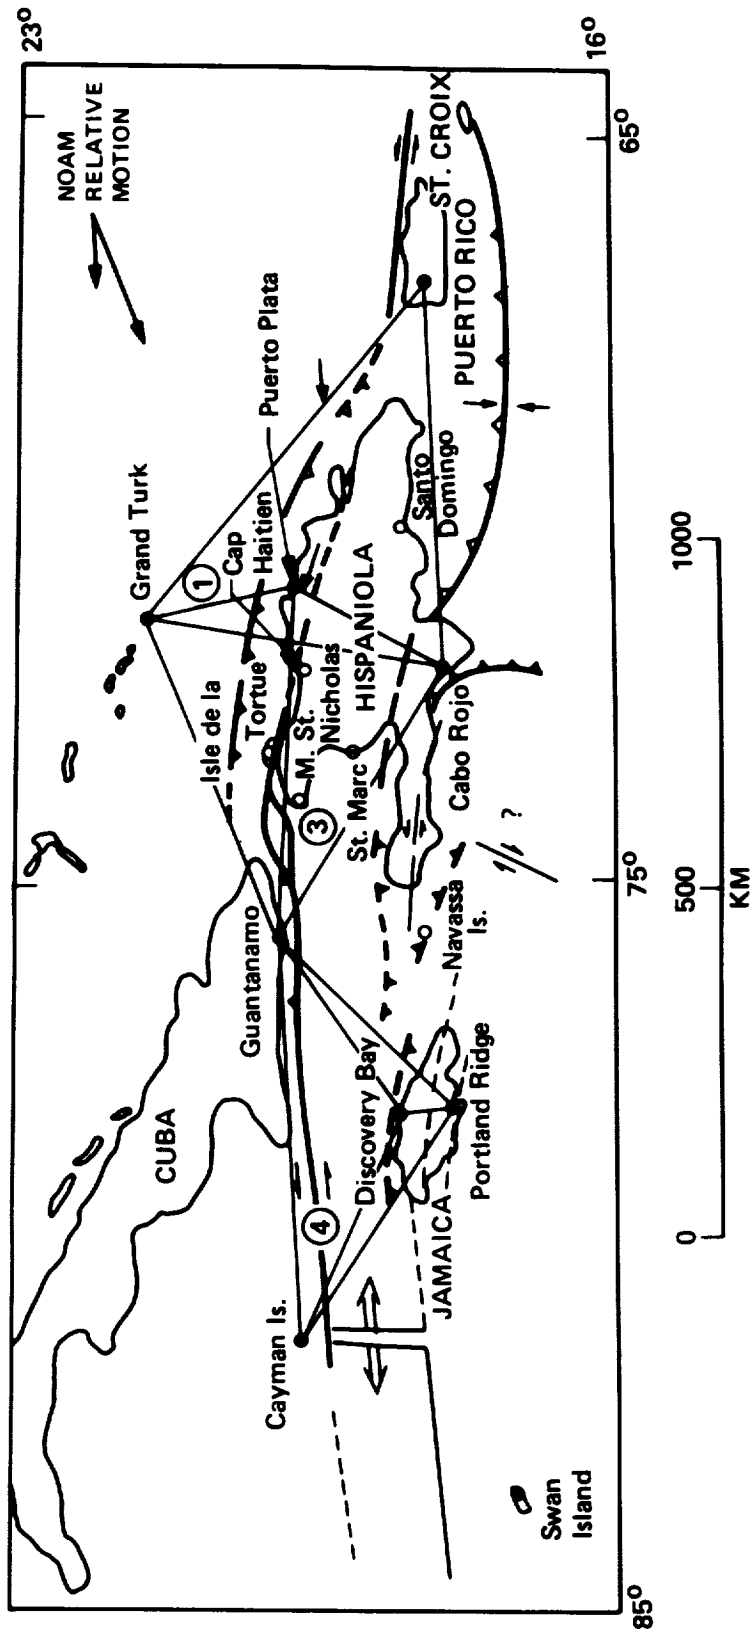 23°
16°
NOAM
RELATIVE
MOTION
65°
ST. CROIX
PUERTO RICO
Puerto Plata
Grand Turk
1
Cap
Haitien
Santo
Domingo
HISPANIOLA
Isle de la
Tortue
M. St.
Nicholas
St. Marc
3
Cabo Rojo
?
75°
Guantanamo
Navassa
Is.
CUBA
Discovery Bay
Portland Ridge
JAMAICA
4
Cayman Is.
Swan
Island
85°
0
500
1000
KM